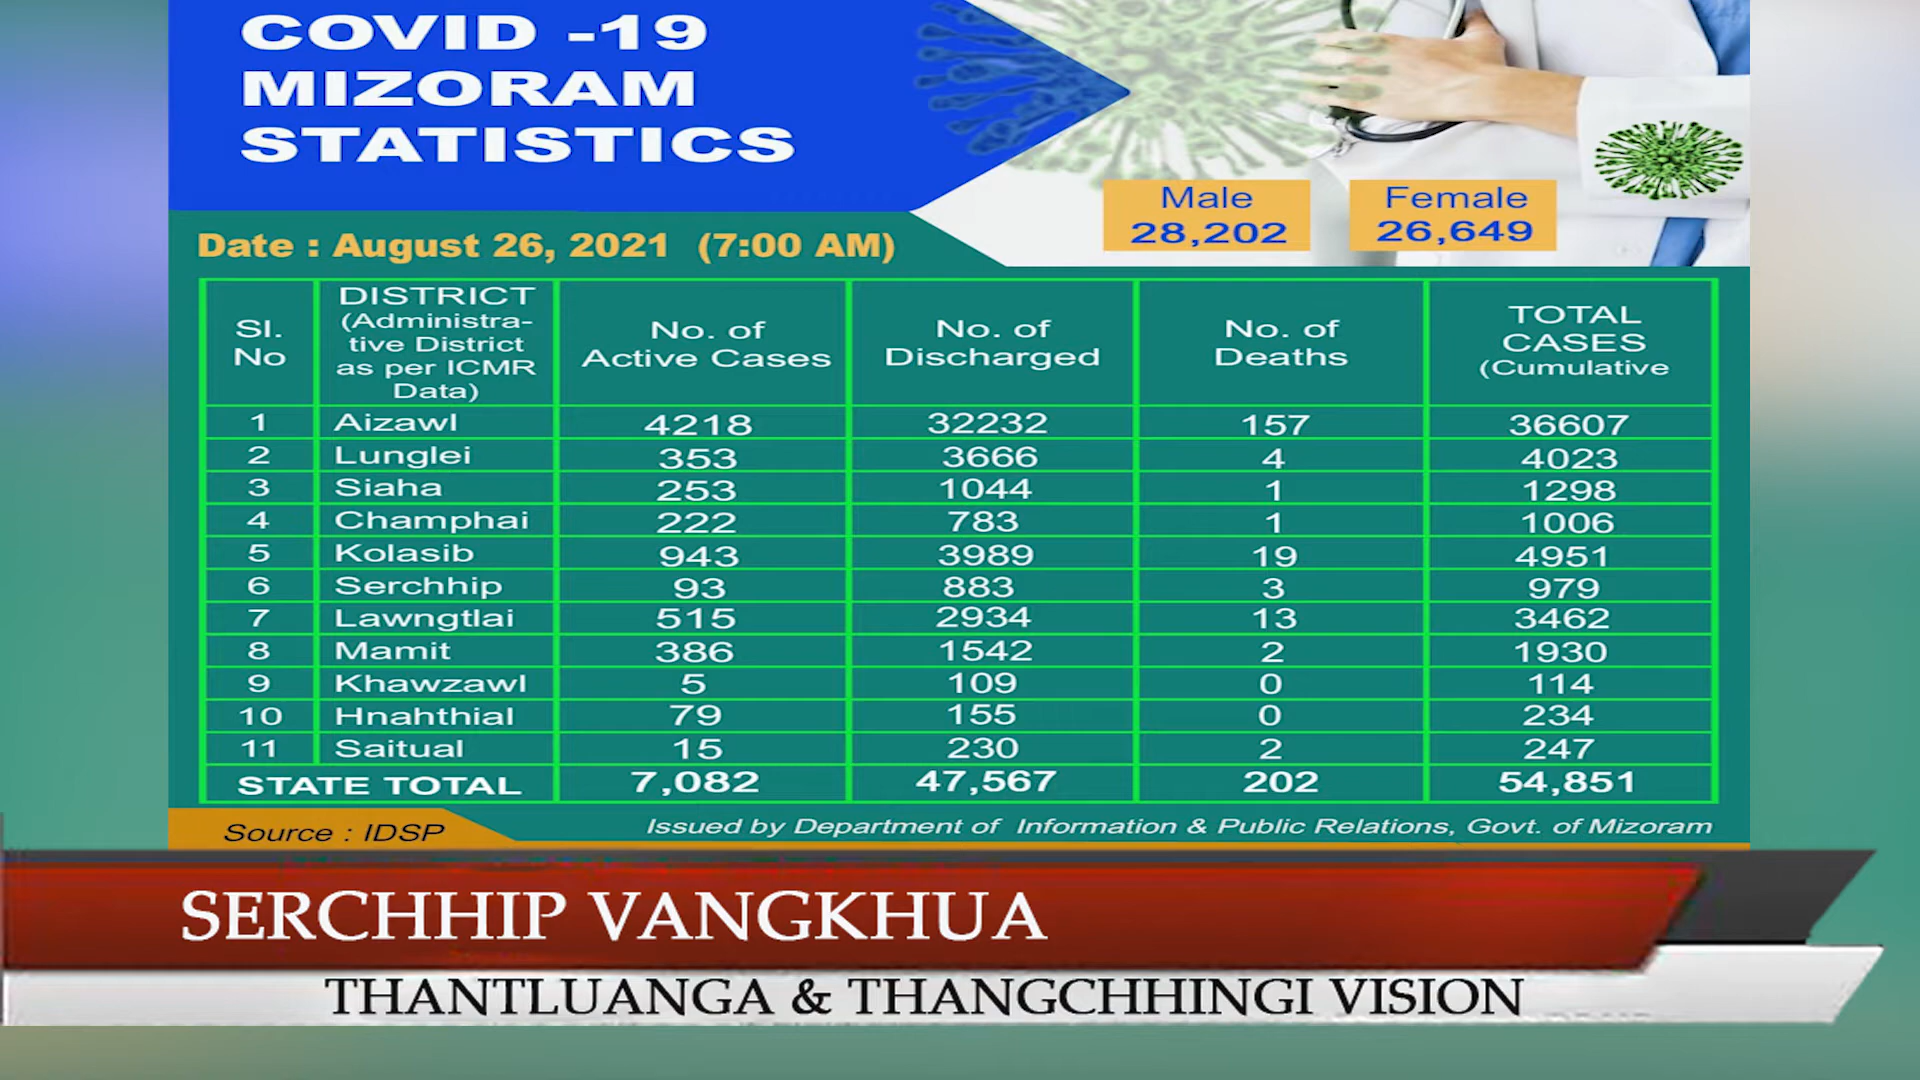 COVID -19
MIZORAM
STATISTICS
Male
28,202
Female
26,649
Date : August 26, 2021 (7:00 AM)
Sl. No
DISTRICT (Administra-tive District as per ICMR Data)
No. of Active Cases
No. of Discharged
No. of Deaths
TOTAL CASES (Cumulative
1 Aizawl 4218 32232 157 36607
2 Lunglei 353 3666 4 4023
3 Siaha 253 1044 1 1298
4 Champhai 222 783 1 1006
5 Kolasib 943 3989 19 4951
6 Serchhip 93 883 3 979
7 Lawngtlai 515 2934 13 3462
8 Mamit 386 1542 2 1930
9 Khawzawl 5 109 0 114
10 Hnahthial 79 155 0 234
11 Saitual 15 230 2 247
STATE TOTAL 7,082 47,567 202 54,851
Source : IDSP
Issued by Department of Information & Public Relations, Govt. of Mizoram
SERCHHIP VANGKHUA
THANTLUANGA & THANGCHHINGI VISION